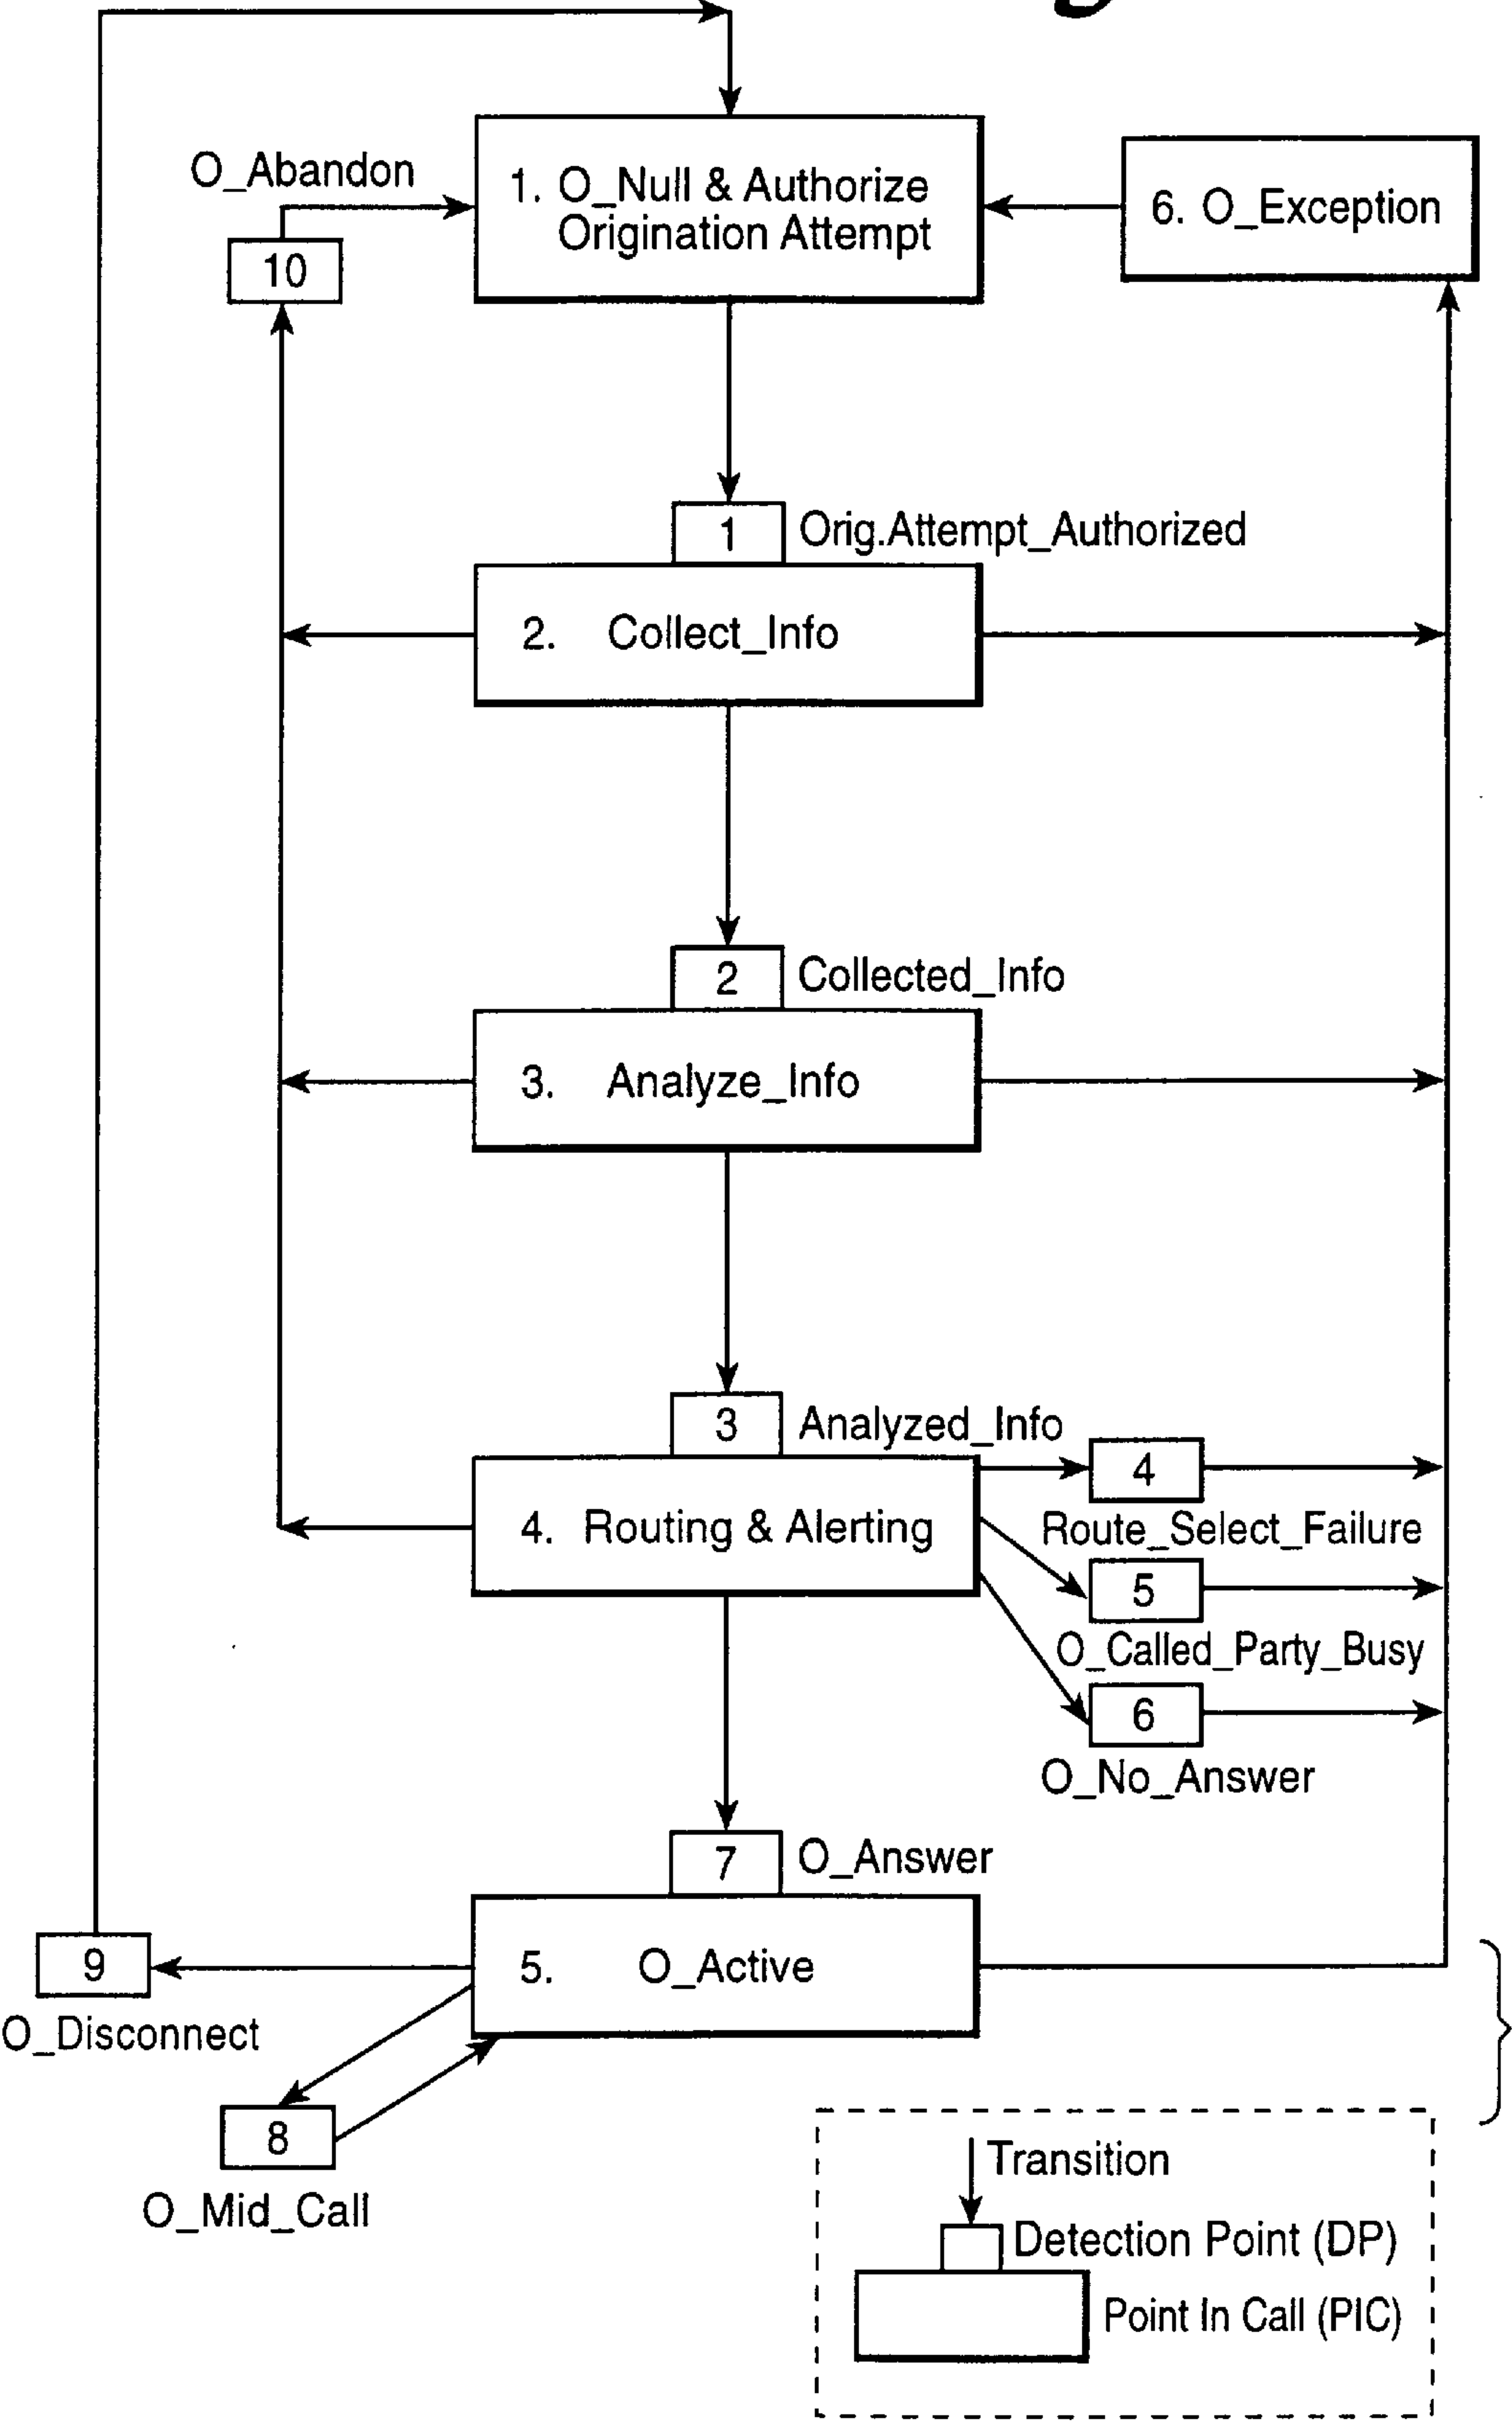 O_Abandon
1. O_Null & Authorize
Origination Attempt
6. O_Exception
10
1 Orig.Attempt_Authorized
2. Collect_Info
2 Collected_Info
3. Analyze_Info
3 Analyzed_Info
4
4. Routing & Alerting
Route_Select_Failure
5
O_Called_Party_Busy
6
O_No_Answer
7 O_Answer
9
5. O_Active
O_Disconnect
8
O_Mid_Call
Transition
Detection Point (DP)
Point In Call (PIC)